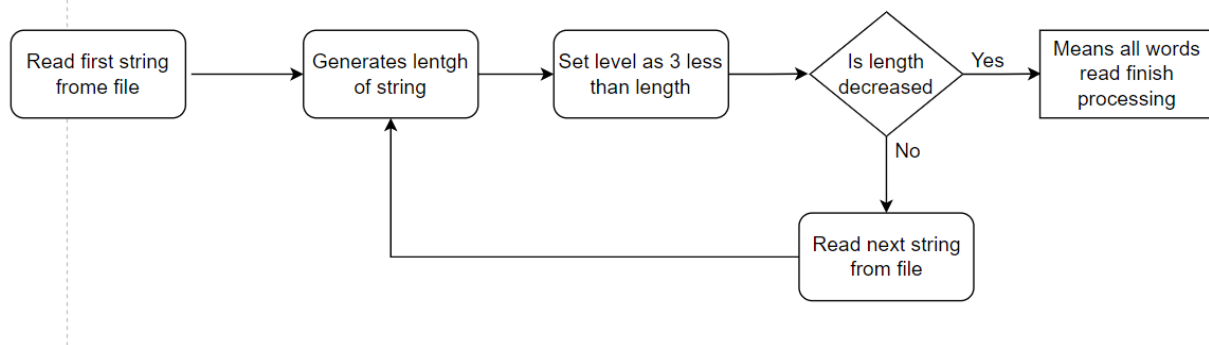 Read first string
frome file
Generates lentgh
of string
Set level as 3 less
than length
Is length
decreased
Yes
Means all words
read finish
processing
No
Read next string
from file